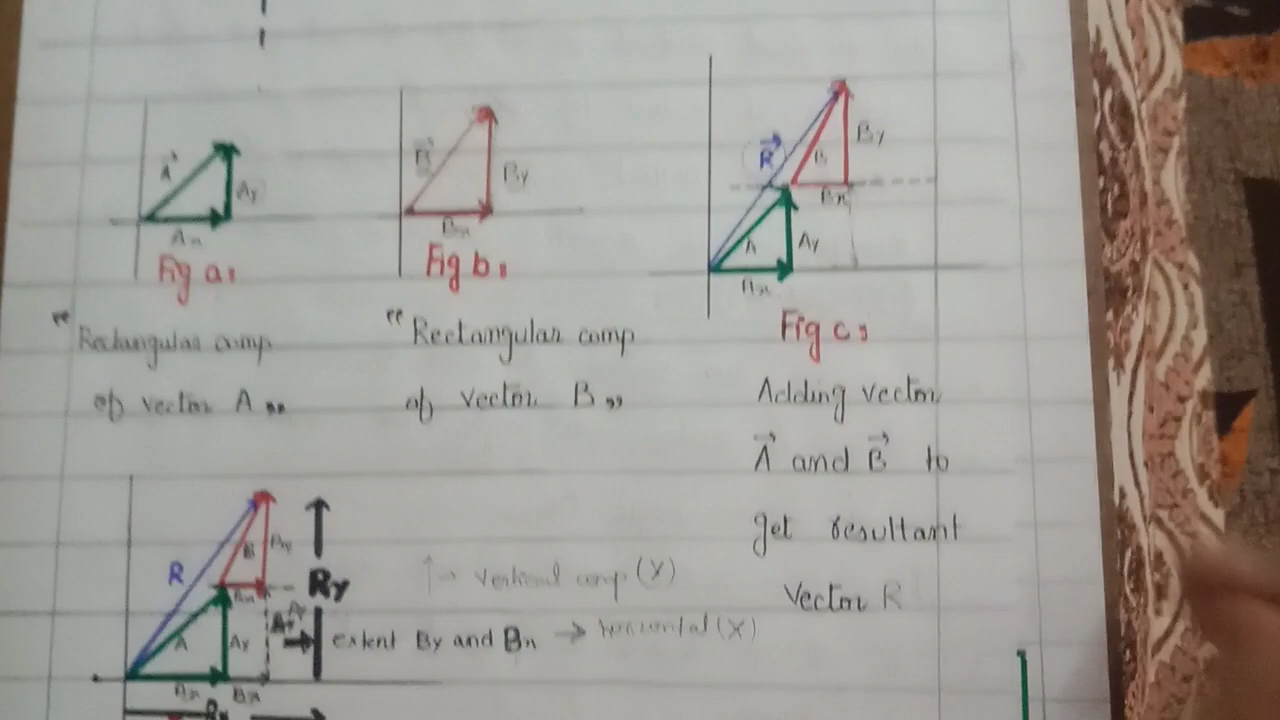 A
Ay
Ax
Fig a:
"Rectangular comp
of vector A"
B
By
Bx
Fig b:
"Rectangular comp
of vector B"
R
B
By
Bx
A
Ay
Ax
Fig c:
Adding vector
A and B to
get resultant
Vector R
R
B
By
Bx
A
Ay
Ax
Bx
Ry
↑→ vertical comp (Y)
extent By and Bx → horizontal (X)
Rx